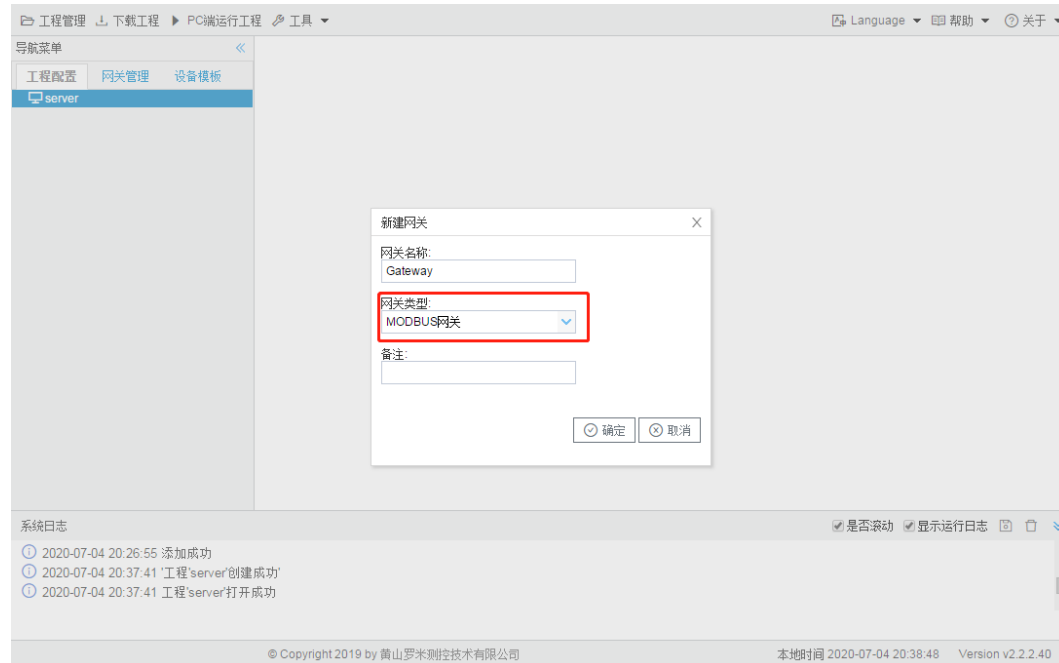 工程管理 下载工程 PC端运行工程 工具 Language 帮助 关于
导航菜单
工程配置 网关管理 设备模板
server
新建网关
网关名称:
Gateway
网关类型:
MODBUS网关
备注:
确定 取消
系统日志 是否滚动 显示运行日志
2020-07-04 20:26:55 添加成功
2020-07-04 20:37:41 '工程'server'创建成功'
2020-07-04 20:37:41 工程'server'打开成功
© Copyright 2019 by 黄山罗米测控技术有限公司 本地时间 2020-07-04 20:38:48 Version v2.2.2.40